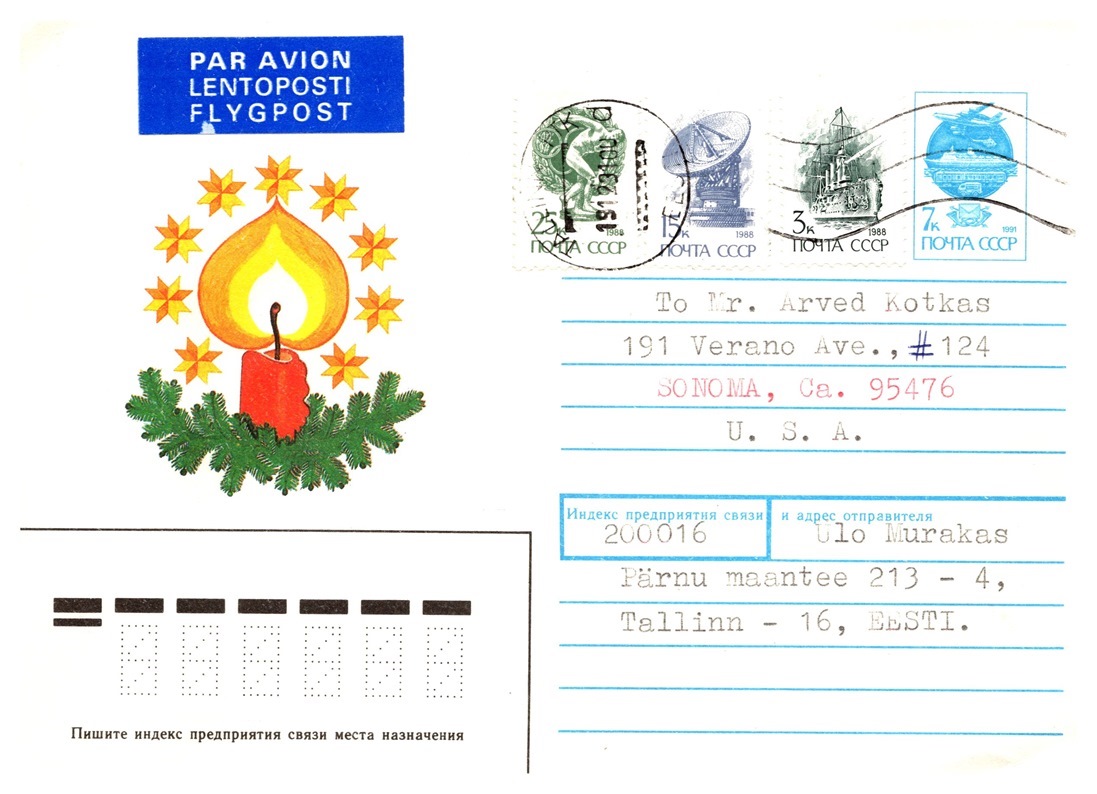 PAR AVION
LENTOPOSTI
FLYGPOST
25к 1988
ПОЧТА СССР
15к 1988
ПОЧТА СССР
3к 1988
ПОЧТА СССР
7к 1991
ПОЧТА СССР
To Mr. Arved Kotkas
191 Verano Ave., # 124
SONOMA, Ca. 95476
U. S. A.
Индекс предприятия связи и адрес отправителя
200016 Ulo Murakas
Pärnu maantee 213 - 4,
Tallinn - 16, EESTI.
Пишите индекс предприятия связи места назначения